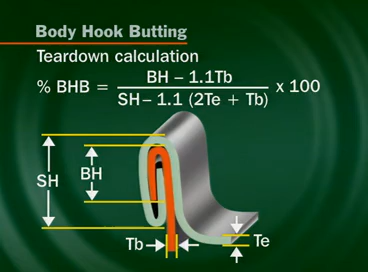 Body Hook Butting
Teardown calculation
% BHB = BH – 1.1Tb
SH – 1.1 (2Te + Tb) x 100
SH
BH
Tb
Te